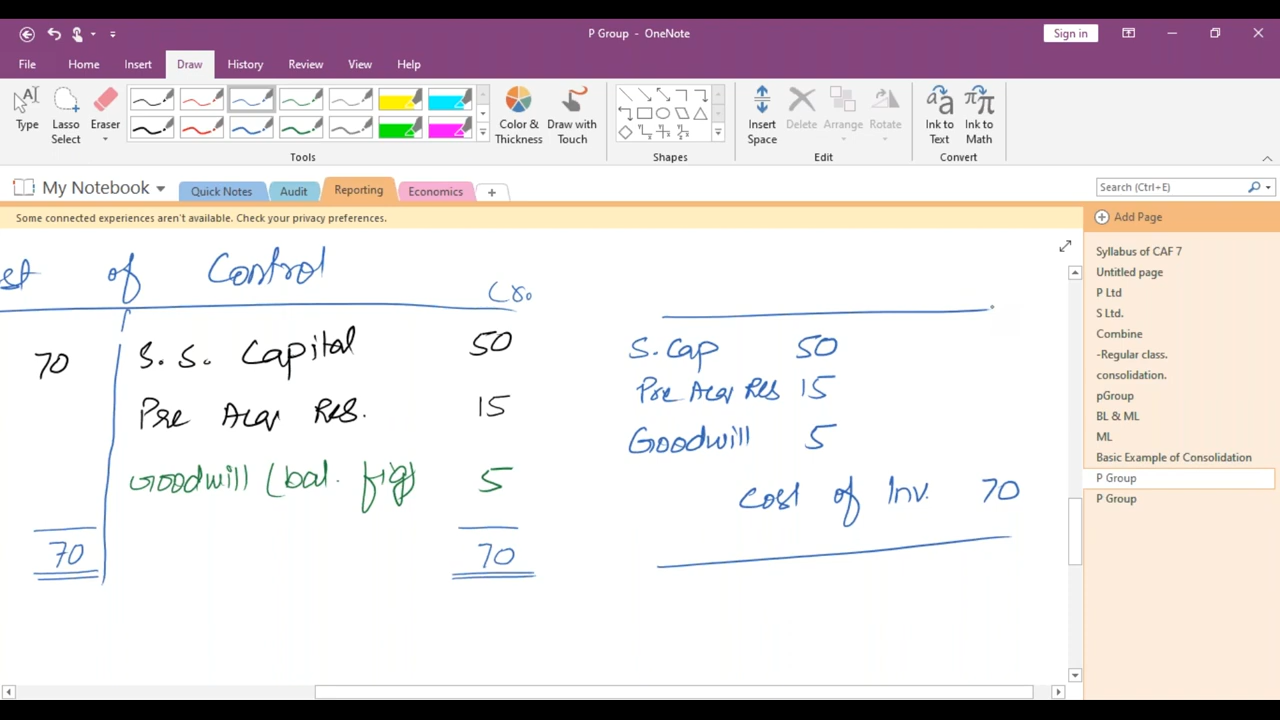 P Group - OneNote
Sign in
File Home Insert Draw History Review View Help
Type
Lasso Select
Eraser
Color & Thickness
Draw with Touch
Insert Space
Delete
Arrange
Rotate
Ink to Text
Ink to Math
Tools
Shapes
Edit
Convert
My Notebook
Quick Notes
Audit
Reporting
Economics
Search (Ctrl+E)
Some connected experiences aren't available. Check your privacy preferences.
Add Page
Syllabus of CAF 7
Untitled page
P Ltd
S Ltd.
Combine
-Regular class.
consolidation.
pGroup
BL & ML
ML
Basic Example of Consolidation
P Group
P Group
st of Control
Cr.
70 S. S. Capital 50
Pre Acq Res. 15
Goodwill (bal. fig) 5
70 70
S. Cap 50
Pre Acq Res 15
Goodwill 5
Cost of Inv. 70